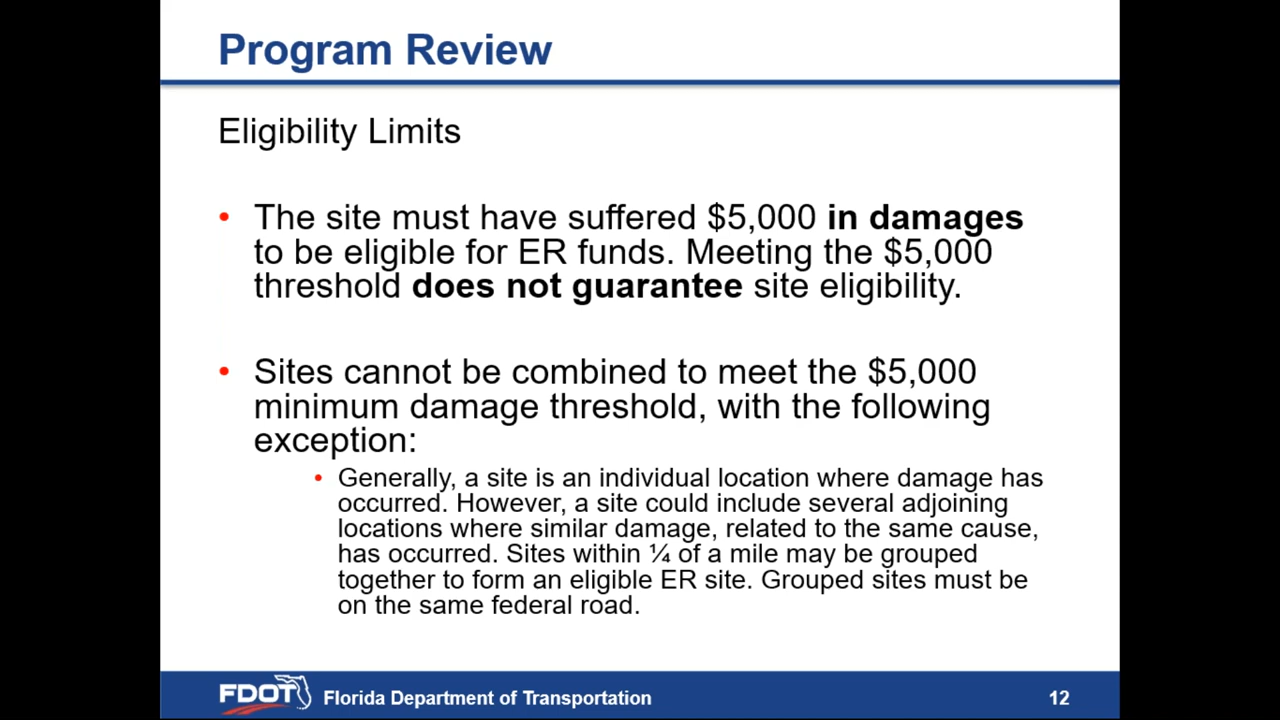 Program Review
Eligibility Limits
• The site must have suffered $5,000 in damages
to be eligible for ER funds. Meeting the $5,000
threshold does not guarantee site eligibility.
• Sites cannot be combined to meet the $5,000
minimum damage threshold, with the following
exception:
• Generally, a site is an individual location where damage has
occurred. However, a site could include several adjoining
locations where similar damage, related to the same cause,
has occurred. Sites within ¼ of a mile may be grouped
together to form an eligible ER site. Grouped sites must be
on the same federal road.
FDOT Florida Department of Transportation 12